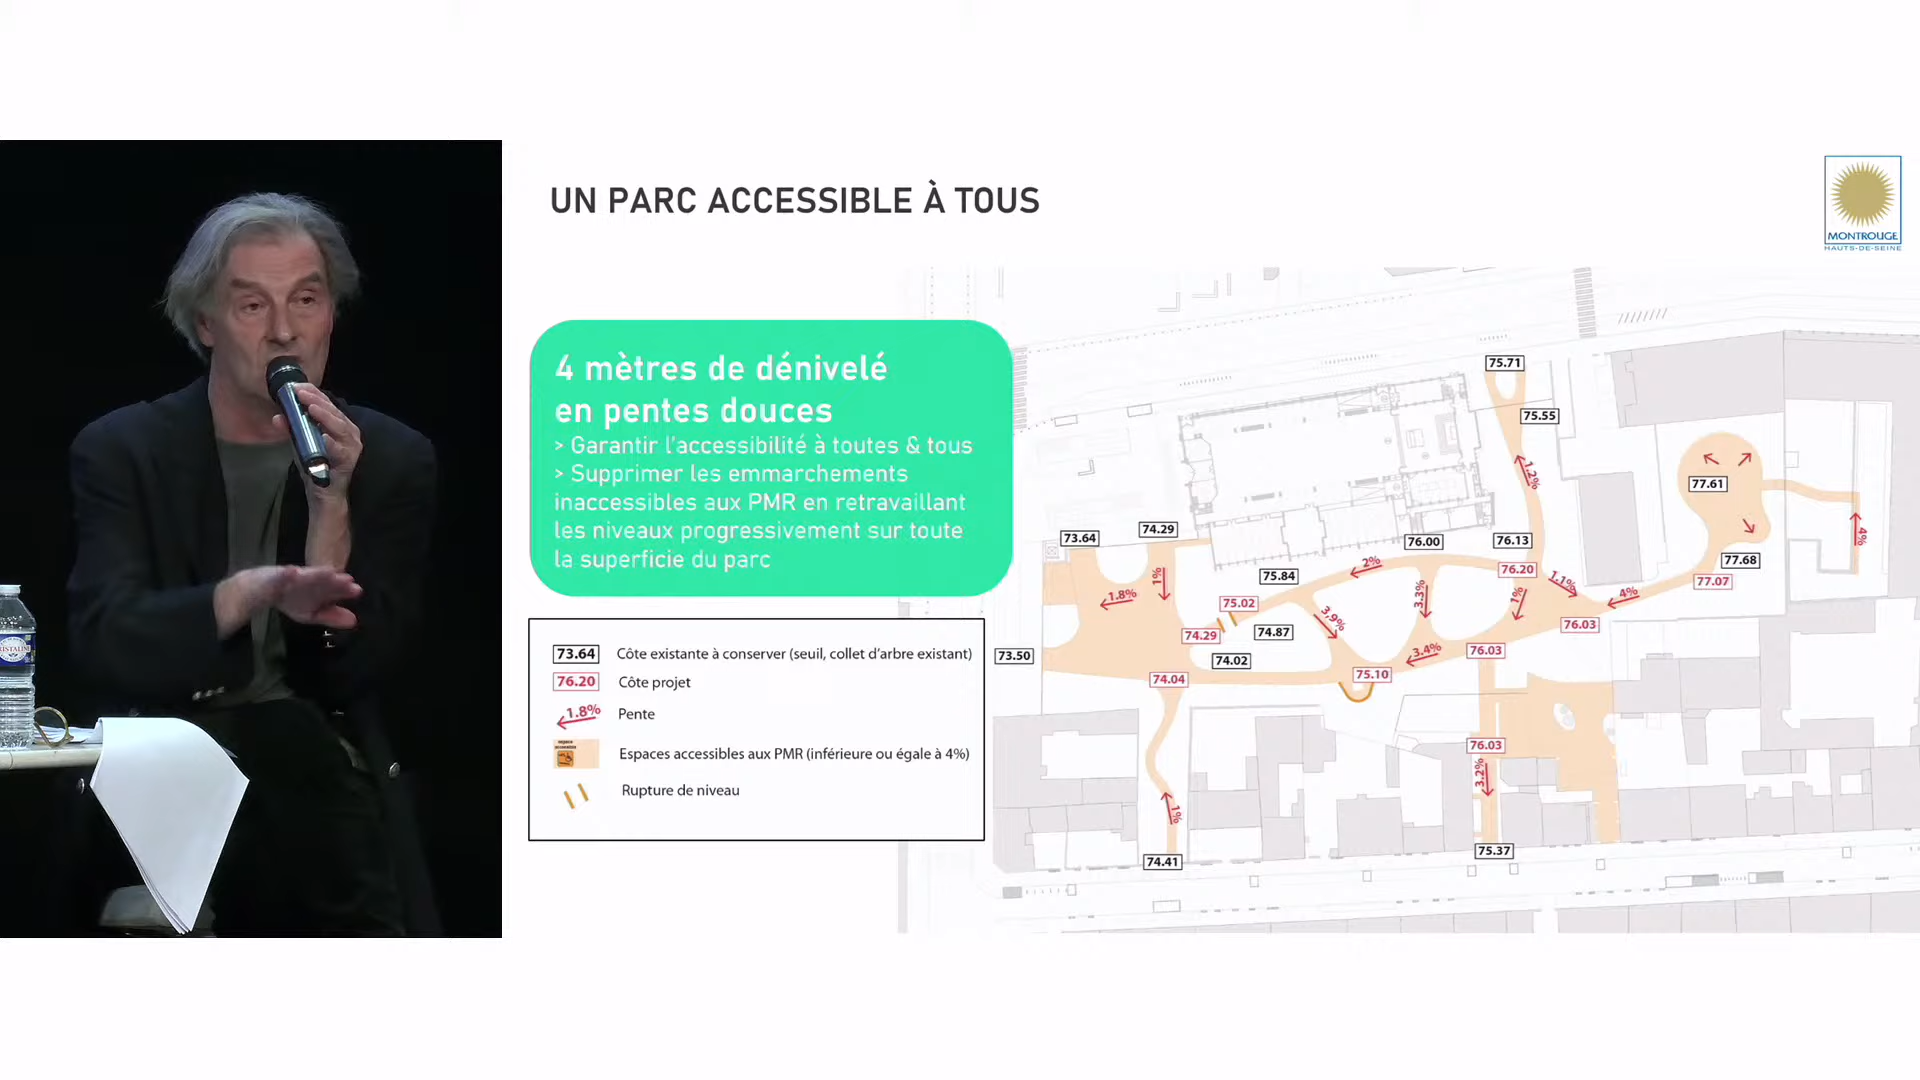 UN PARC ACCESSIBLE À TOUS
MONTROUGE
HAUTS-DE-SEINE
4 mètres de dénivelé
en pentes douces
> Garantir l'accessibilité à toutes & tous
> Supprimer les emmarchements
inaccessibles aux PMR en retravaillant
les niveaux progressivement sur toute
la superficie du parc
73.64 Côte existante à conserver (seuil, collet d'arbre existant)
76.20 Côte projet
1.8% Pente
Espaces accessibles aux PMR (inférieure ou égale à 4%)
Rupture de niveau
75.71
75.55
1.2%
77.61
74.29
73.64
4%
76.00
76.13
77.68
2%
76.20
75.84
1%
1.1%
77.07
1.8%
3.3%
1%
4%
75.02
3,9%
76.03
74.87
74.29
3.4%
76.03
73.50
74.02
75.10
74.04
76.03
3.2%
1%
75.37
74.41